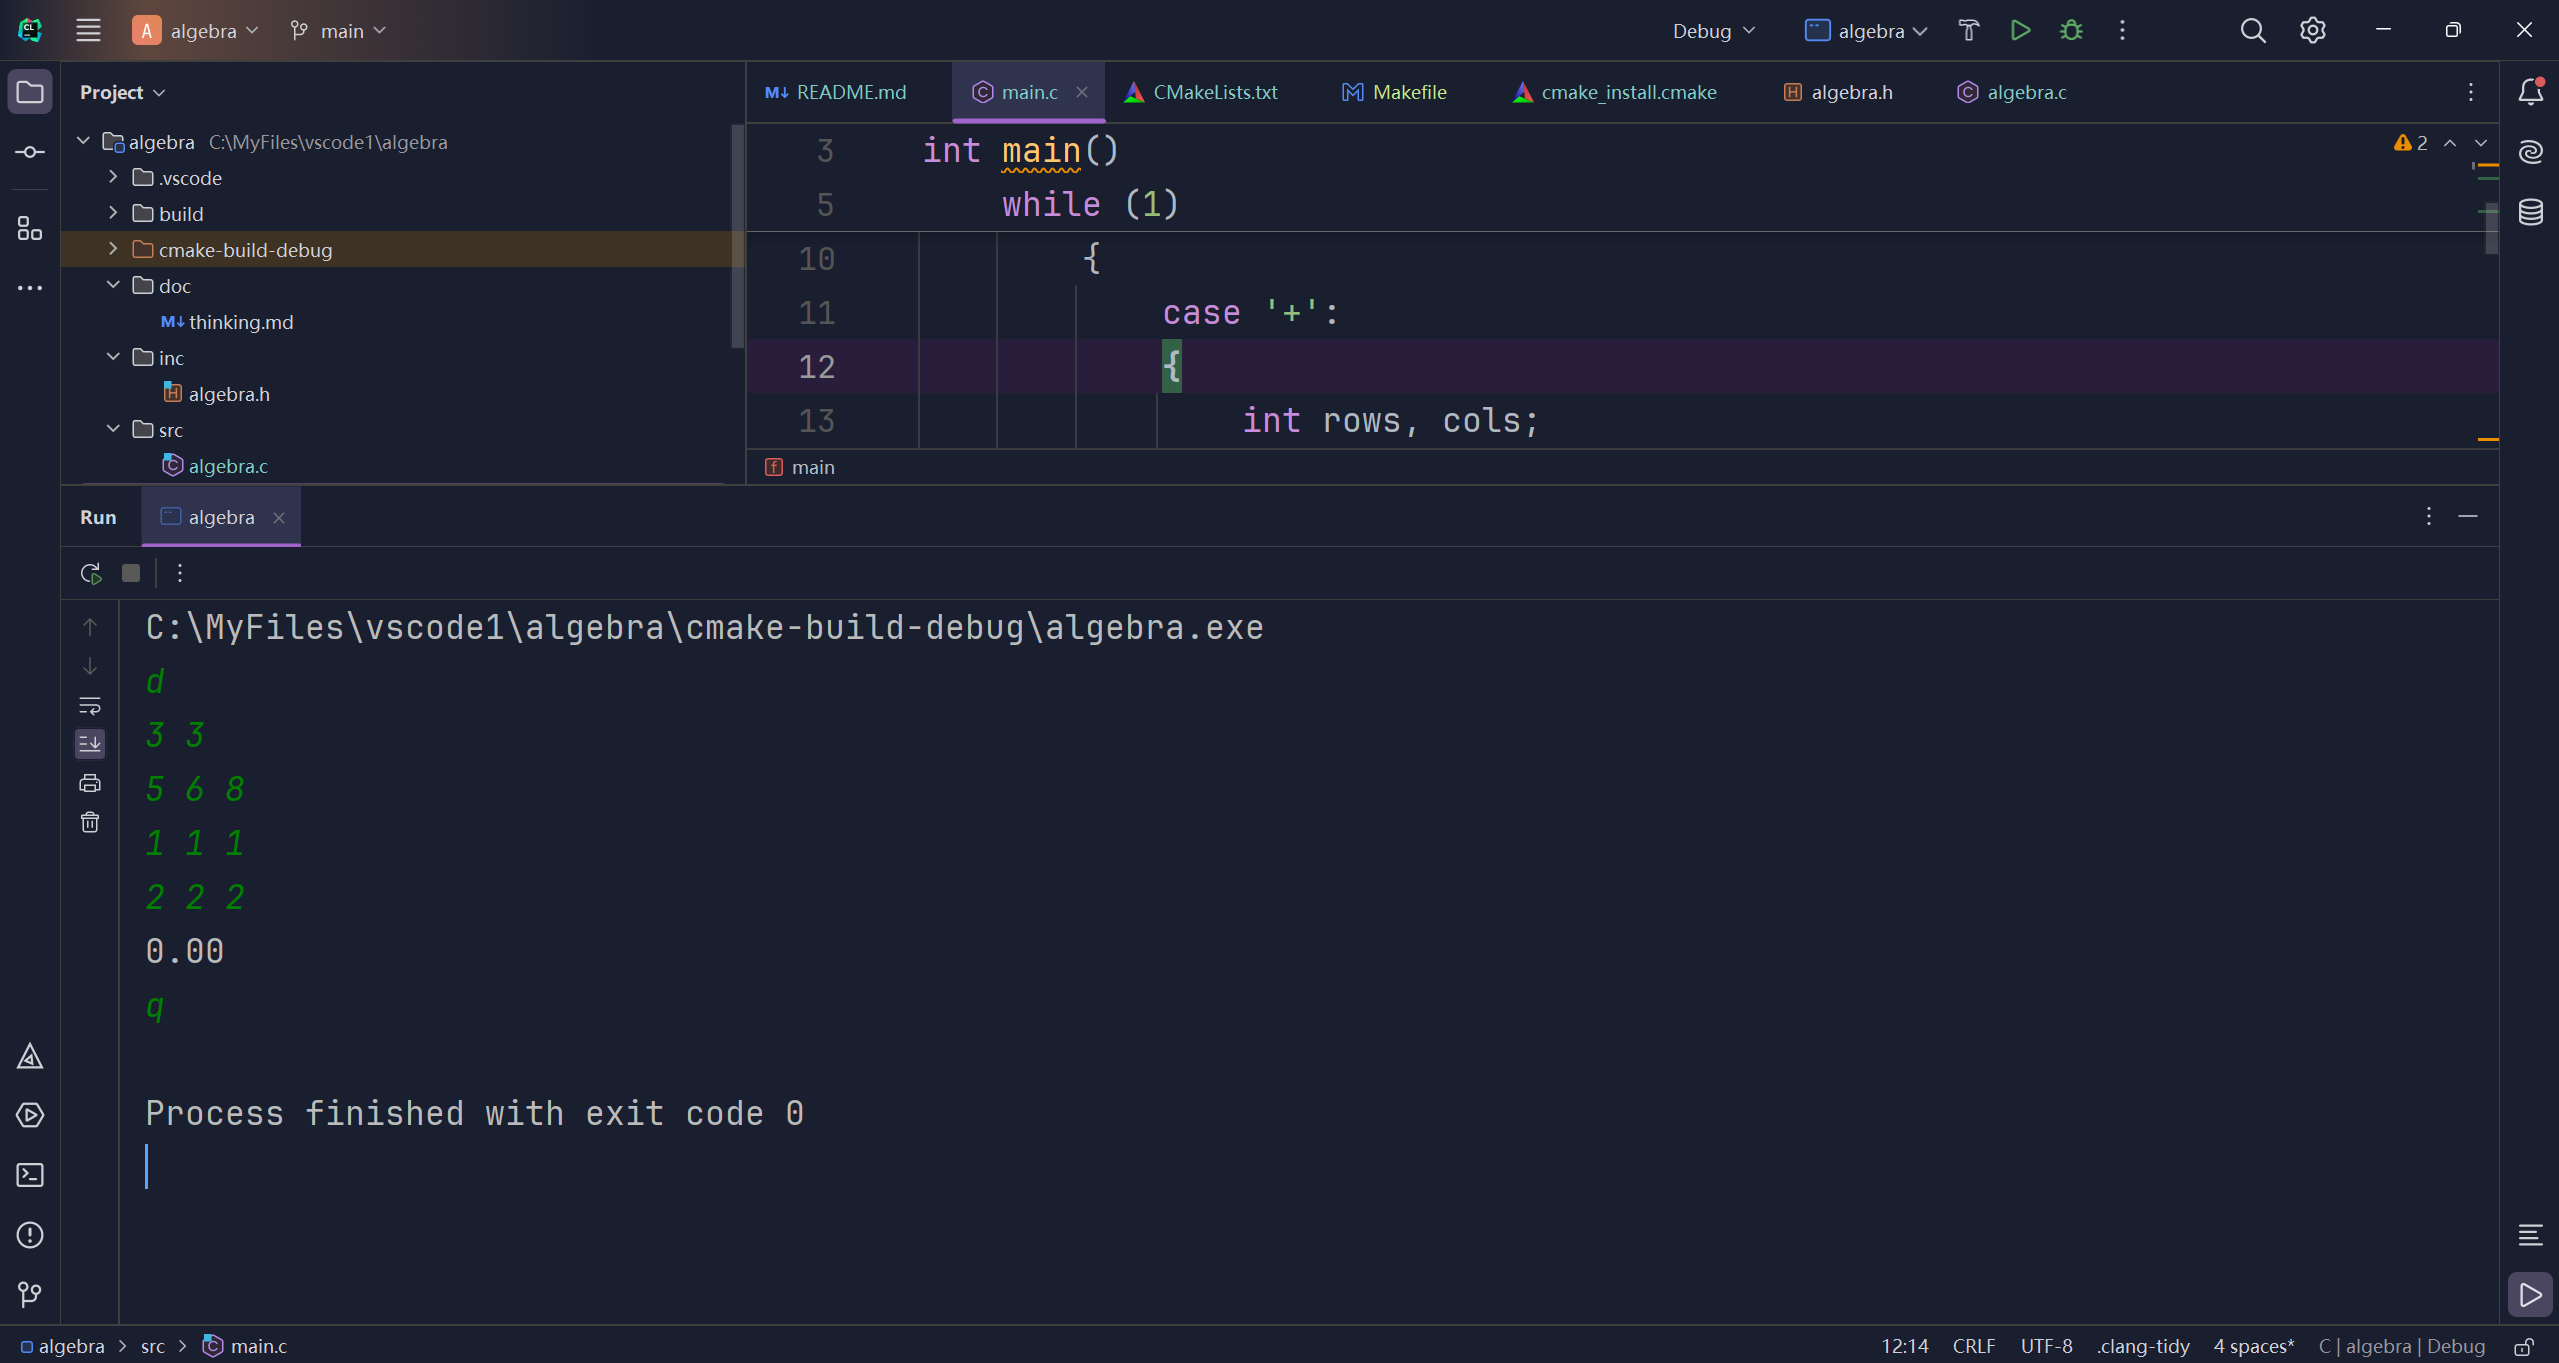 CL
A algebra
main
Debug
algebra
Project
README.md
main.c
CMakeLists.txt
Makefile
cmake_install.cmake
algebra.h
algebra.c
algebra C:\MyFiles\vscode1\algebra
.vscode
build
cmake-build-debug
doc
thinking.md
inc
algebra.h
src
algebra.c
3 int main()
5 while (1)
10 {
11 case '+':
12 {
13 int rows, cols;
2
main
Run
algebra
C:\MyFiles\vscode1\algebra\cmake-build-debug\algebra.exe
d
3 3
5 6 8
1 1 1
2 2 2
0.00
q
Process finished with exit code 0
algebra > src > main.c
12:14 CRLF UTF-8 .clang-tidy 4 spaces* C | algebra | Debug